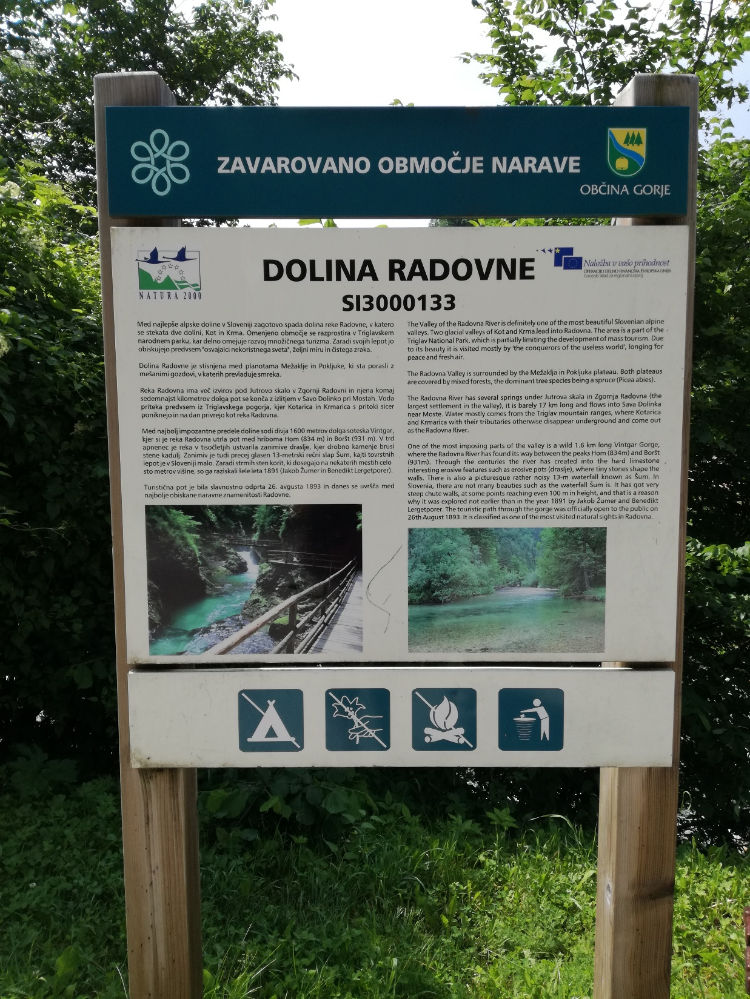 ZAVAROVANO OBMOČJE NARAVE
OBČINA GORJE
NATURA 2000
DOLINA RADOVNE
SI3000133
Naložba v vašo prihodnost
OPERACIJO DELNO FINANCIRA EVROPSKA UNIJA
Evropski sklad za regionalni razvoj
Med najlepše alpske doline v Sloveniji zagotovo spada dolina reke Radovne, v katero
se stekata dve dolini, Kot in Krma. Omenjeno območje se razprostira v Triglavskem
narodnem parku, kar delno omejuje razvoj množičnega turizma. Zaradi svojih lepot jo
obiskujejo predvsem "osvajalci nekoristnega sveta", željni miru in čistega zraka.
Dolina Radovne je stisnjena med planotama Mežaklje in Pokljuke, ki sta porasli z
mešanimi gozdovi, v katerih prevladuje smreka.
Reka Radovna ima več izvirov pod Jutrovo skalo v Zgornji Radovni in njena komaj
sedemnajst kilometrov dolga pot se konča z izlitjem v Savo Dolinko pri Mostah. Voda
priteka predvsem iz Triglavskega pogorja, kjer Kotarica in Krmarica s pritoki sicer
poniknejo in na dan privrejo kot reka Radovna.
Med najbolj impozantne predele doline sodi divja 1600 metrov dolga soteska Vintgar,
kjer si je reka Radovna utrla pot med hriboma Hom (834 m) in Boršt (931 m). V trd
apnenec je reka v tisočletjih ustvarila zanimive draslje, kjer drobno kamenje brusi
stene kadulj. Zanimiv je tudi precej glasen 13-metrski rečni slap Šum, kajti tovrstnih
lepot je v Sloveniji malo. Zaradi strmih sten korit, ki dosegajo na nekaterih mestih celo
sto metrov višine, so ga raziskali šele leta 1891 (Jakob Žumer in Benedikt Lergetporer).
Turistična pot je bila slavnostno odprta 26. avgusta 1893 in danes se uvršča med
najbolje obiskane naravne znamenitosti Radovne.
The Valley of the Radovna River is definitely one of the most beautiful Slovenian alpine
valleys. Two glacial valleys of Kot and Krma lead into Radovna. The area is a part of the
Triglav National Park, which is partially limiting the development of mass tourism. Due
to its beauty it is visited mostly by 'the conquerors of the useless world', longing for
peace and fresh air.
The Radovna Valley is surrounded by the Mežaklja in Pokljuka plateau. Both plateaus
are covered by mixed forests, the dominant tree species being a spruce (Picea abies).
The Radovna River has several springs under Jutrova skala in Zgornja Radovna (the
largest settlement in the valley), it is barely 17 km long and flows into Sava Dolinka
near Moste. Water mostly comes from the Triglav mountain ranges, where Kotarica
and Krmarica with their tributaries otherwise disappear underground and come out
as the Radovna River.
One of the most imposing parts of the valley is a wild 1.6 km long Vintgar Gorge,
where the Radovna River has found its way between the peaks Hom (834m) and Boršt
(931m). Through the centuries the river has created into the hard limestone
interesting erosive features such as erosive pots (draslje), where tiny stones shape the
walls. There is also a picturesque rather noisy 13-m waterfall known as Šum. In
Slovenia, there are not many beauties such as the waterfall Šum is. It has got very
steep chute walls, at some points reaching even 100 m in height, and that is a reason
why it was explored not earlier than in the year 1891 by Jakob Žumer and Benedikt
Lergetporer. The touristic path through the gorge was officially open to the public on
26th August 1893. It is classified as one of the most visited natural sights in Radovna.